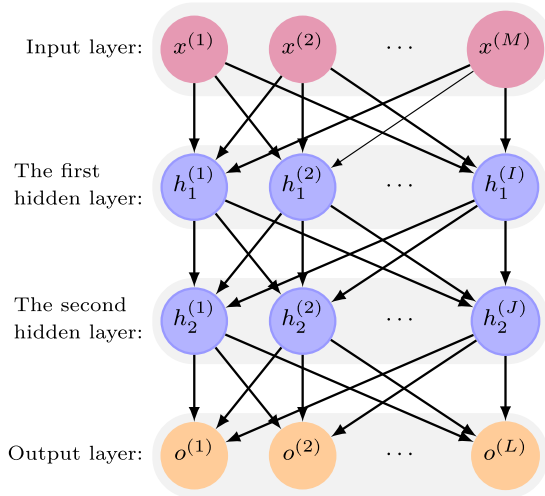 Input layer: x^(1) x^(2) ⋯ x^(M)
The first
hidden layer: h_1^(1) h_1^(2) ⋯ h_1^(I)
The second
hidden layer: h_2^(1) h_2^(2) ⋯ h_2^(J)
Output layer: o^(1) o^(2) ⋯ o^(L)